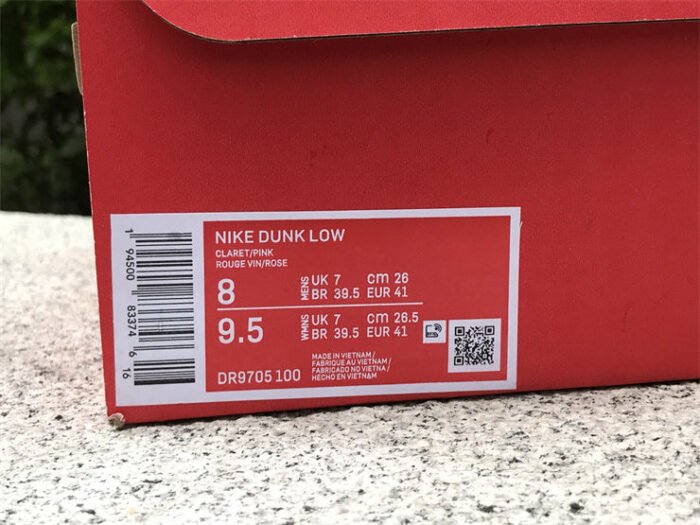 NIKE DUNK LOW
CLARET/PINK
ROUGE VIN/ROSE
8 MENS UK 7 cm 26
BR 39.5 EUR 41
9.5 WMNS UK 7 cm 26.5
BR 39.5 EUR 41
MADE IN VIETNAM /
FABRIQUE AU VIETNAM /
FABRICADO NO VIETNA /
HECHO EN VIETNAM
DR9705 100
1 94500 83374 6 16